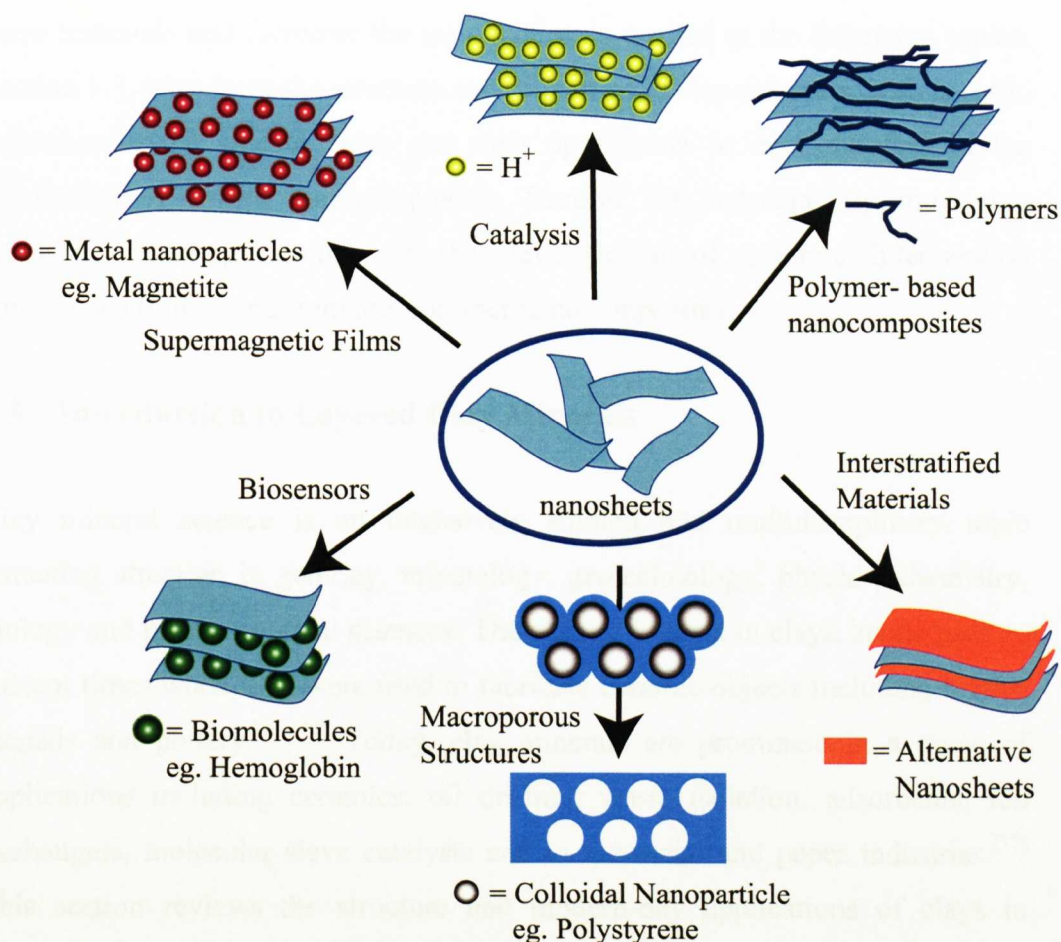 = H+
Catalysis
= Metal nanoparticles
eg. Magnetite
Supermagnetic Films
= Polymers
Polymer- based
nanocomposites
nanosheets
Biosensors
Interstratified
Materials
= Biomolecules
eg. Hemoglobin
Macroporous
Structures
= Alternative
Nanosheets
= Colloidal Nanoparticle
eg. Polystyrene